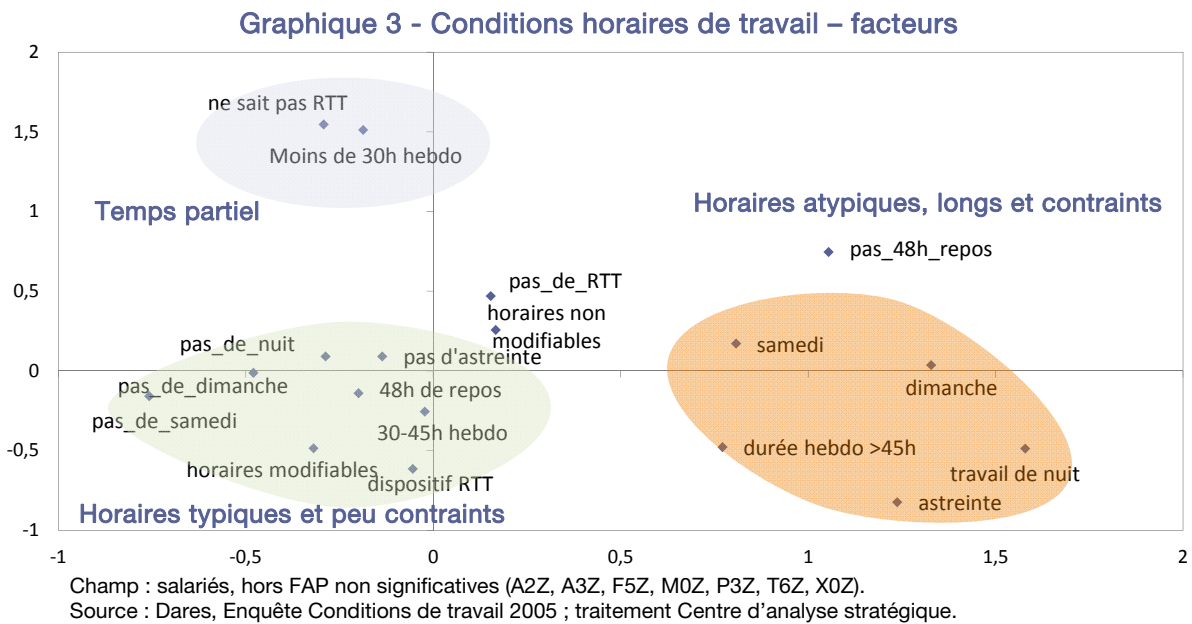 Graphique 3 - Conditions horaires de travail – facteurs
2
ne sait pas RTT
1,5
Moins de 30h hebdo
1
Temps partiel
Horaires atypiques, longs et contraints
pas_48h_repos
pas_de_RTT
0,5
horaires non
modifiables
pas_de_nuit
pas d'astreinte
samedi
0
pas_de_dimanche
48h de repos
dimanche
pas_de_samedi
30-45h hebdo
durée hebdo >45h
-0,5
horaires modifiables
dispositif RTT
travail de nuit
astreinte
Horaires typiques et peu contraints
-1
-1
-0,5
0
0,5
1
1,5
2
Champ : salariés, hors FAP non significatives (A2Z, A3Z, F5Z, M0Z, P3Z, T6Z, X0Z).
Source : Dares, Enquête Conditions de travail 2005 ; traitement Centre d'analyse stratégique.